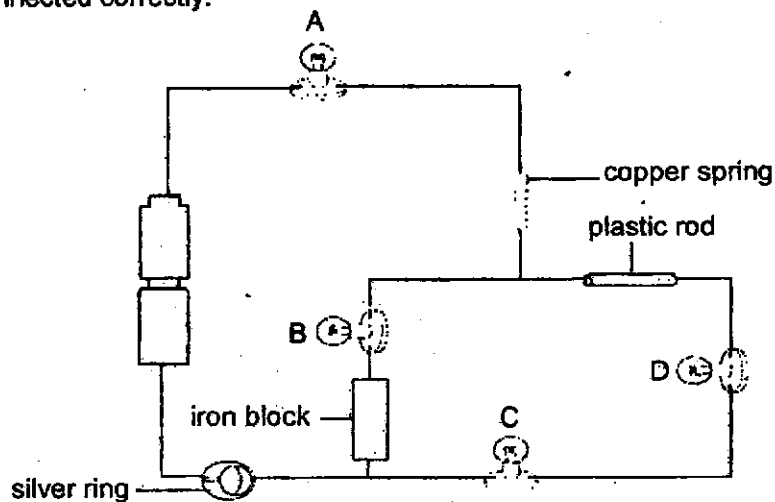 nnected correctly.
A
copper spring
plastic rod
B
D
iron block
C
silver ring